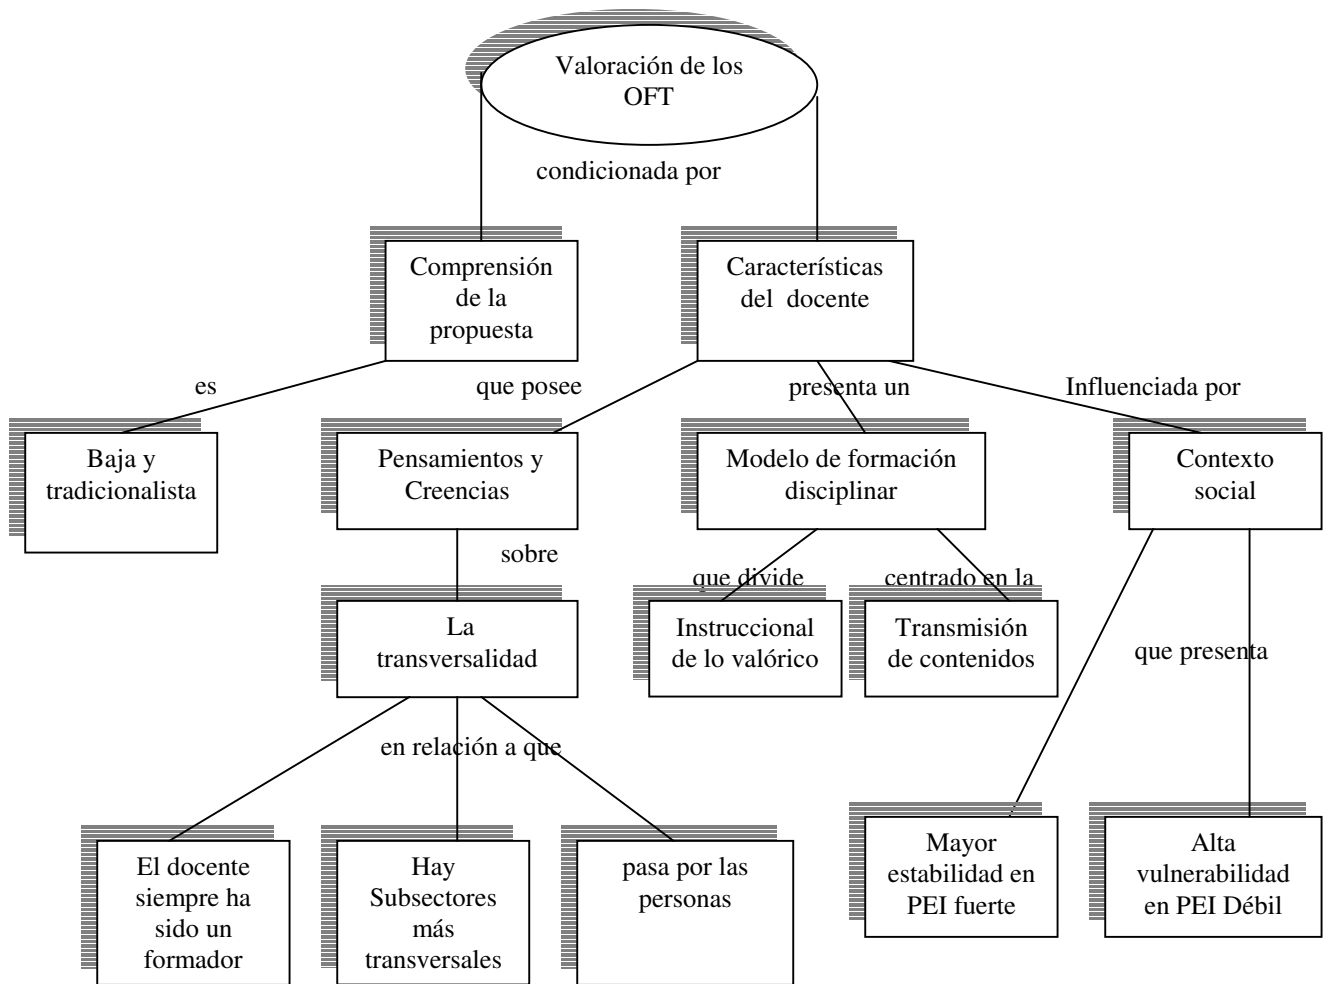 Valoración de los
OFT
condicionada por
Comprensión
de la
propuesta
Características
del docente
es
que posee
presenta un
Influenciada por
Baja y
tradicionalista
Pensamientos y
Creencias
Modelo de formación
disciplinar
Contexto
social
sobre
que divide
centrado en la
La
transversalidad
Instruccional
de lo valórico
Transmisión
de contenidos
que presenta
en relación a que
El docente
siempre ha
sido un
formador
Hay
Subsectores
más
transversales
pasa por las
personas
Mayor
estabilidad en
PEI fuerte
Alta
vulnerabilidad
en PEI Débil